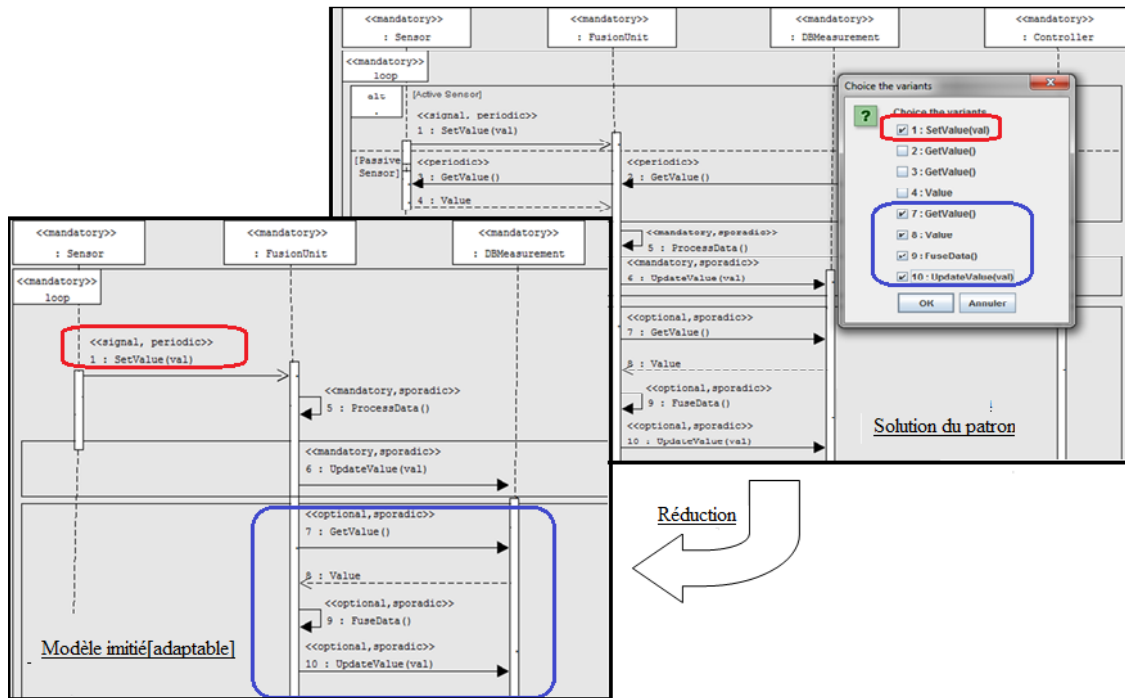 <<mandatory>>
: Sensor
<<mandatory>>
: FusionUnit
<<mandatory>>
: DBMeasurement
<<mandatory>>
: Controller
<<mandatory>>
loop
alt
[Active Sensor]
<<signal, periodic>>
1 : SetValue(val)
[Passive
Sensor]
<<periodic>>
3 : GetValue()
<<periodic>>
2 : GetValue()
4 : Value
<<mandatory,sporadic>>
5 : ProcessData()
<<mandatory,sporadic>>
6 : UpdateValue(val)
<<optional,sporadic>>
7 : GetValue()
8 : Value
<<optional,sporadic>>
9 : FuseData()
<<optional,sporadic>>
10 : UpdateValue(val)
Solution du patron
Choice the variants
Choice the variants
1 : SetValue(val)
2 : GetValue()
3 : GetValue()
4 : Value
7 : GetValue()
8 : Value
9 : FuseData()
10 : UpdateValue(val)
OK
Annuler
<<mandatory>>
: Sensor
<<mandatory>>
: FusionUnit
<<mandatory>>
: DBMeasurement
<<mandatory>>
loop
<<signal, periodic>>
1 : SetValue(val)
<<mandatory,sporadic>>
5 : ProcessData()
<<mandatory,sporadic>>
6 : UpdateValue(val)
<<optional,sporadic>>
7 : GetValue()
8 : Value
<<optional,sporadic>>
9 : FuseData()
<<optional,sporadic>>
10 : UpdateValue(val)
Modèle imitié[adaptable]
Réduction